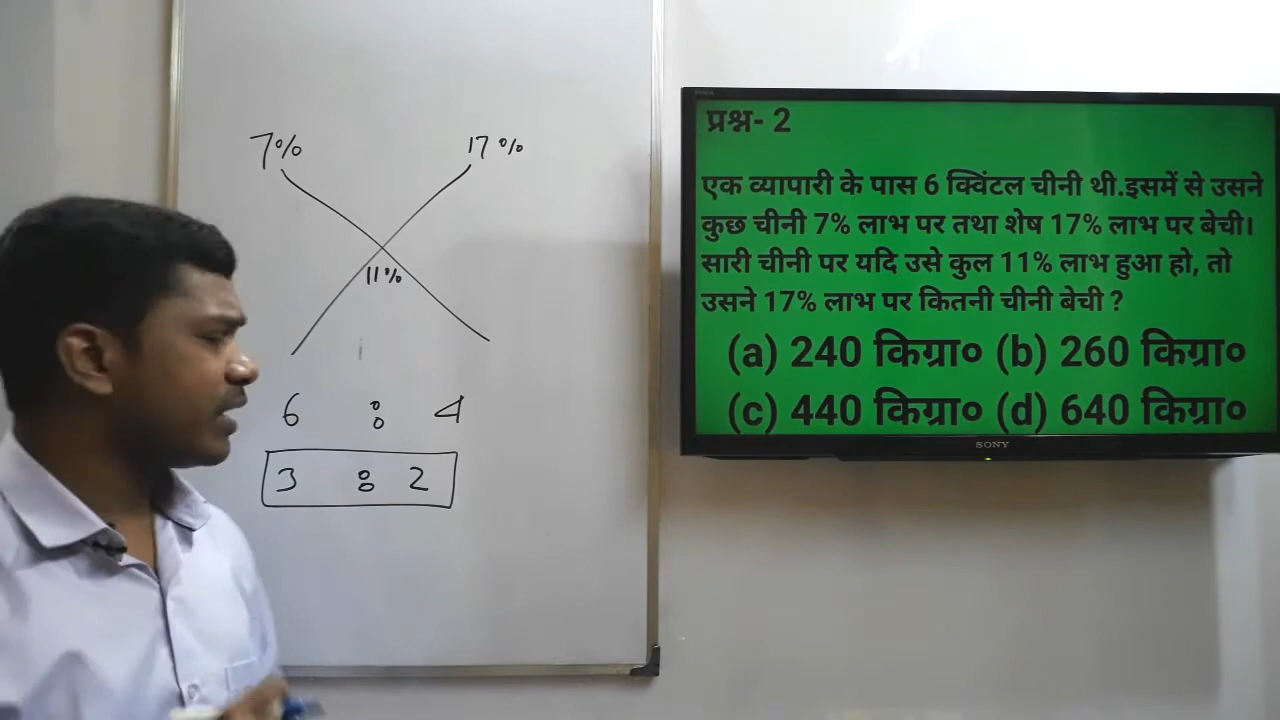 7% 17%
11%
6 : 4
3 : 2
प्रश्न- 2
एक व्यापारी के पास 6 क्विंटल चीनी थी.इसमें से उसने
कुछ चीनी 7% लाभ पर तथा शेष 17% लाभ पर बेची।
सारी चीनी पर यदि उसे कुल 11% लाभ हुआ हो, तो
उसने 17% लाभ पर कितनी चीनी बेची ?
(a) 240 किग्रा० (b) 260 किग्रा०
(c) 440 किग्रा० (d) 640 किग्रा०
SONY